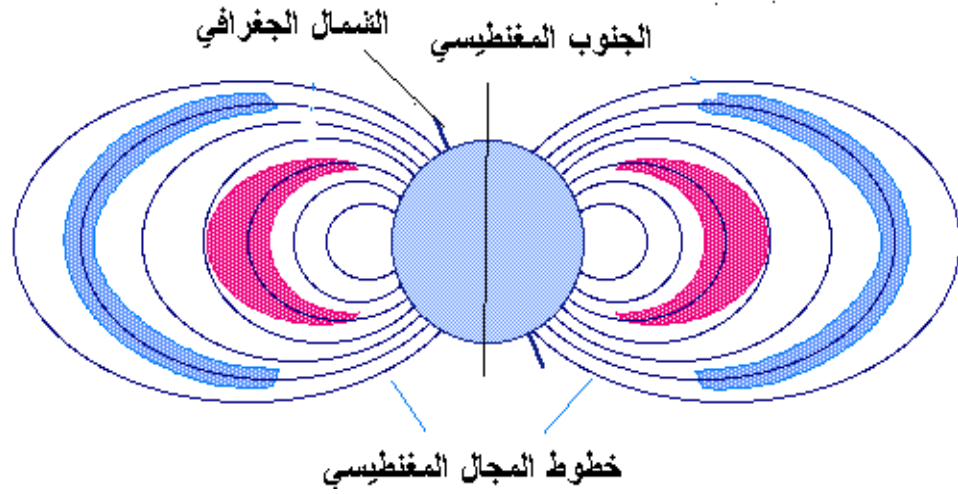 الشمال الجغرافي
الجنوب المغنطيسي
خطوط المجال المغنطيسي